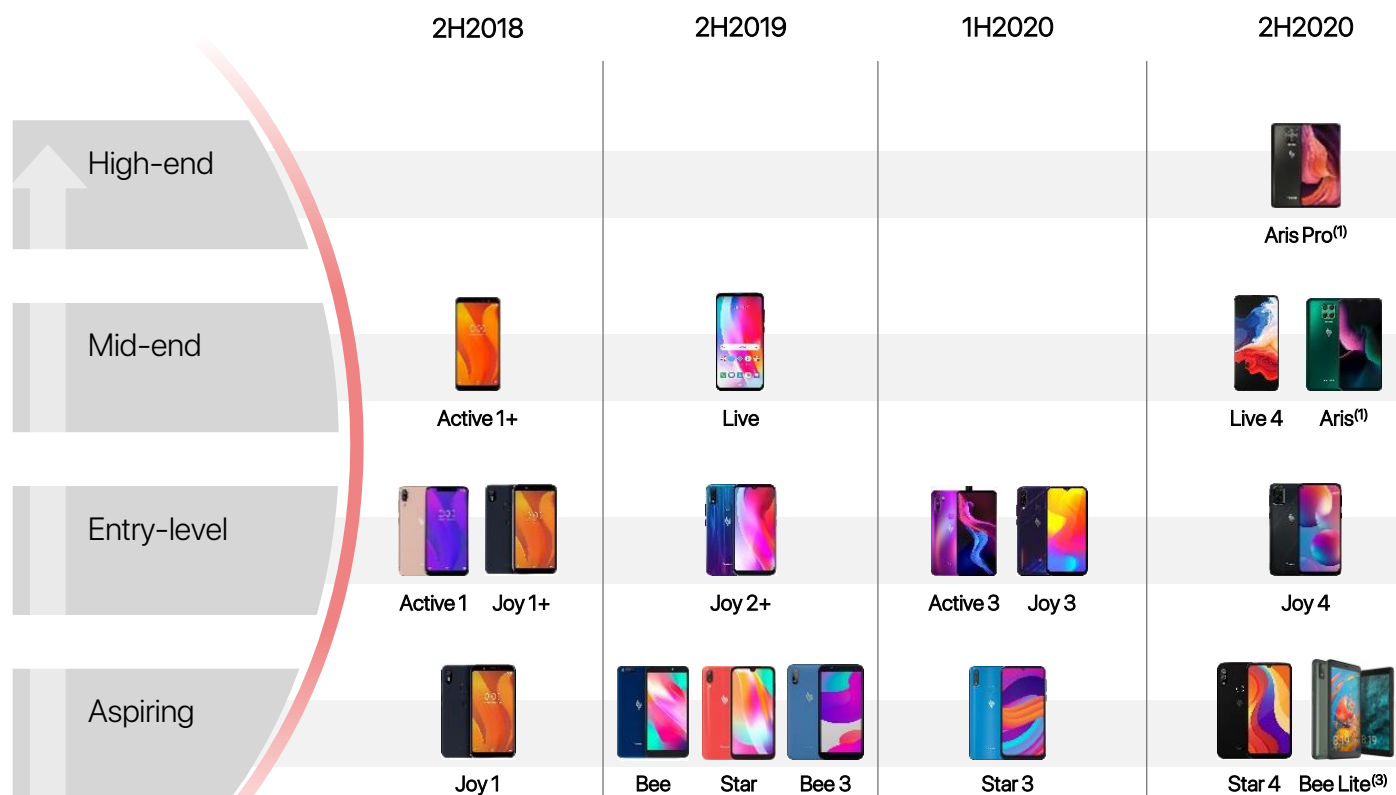 2H2018 2H2019 1H2020 2H2020
High-end
Aris Pro(1)
Mid-end
Active 1+ Live Live 4 Aris(1)
Entry-level
Active 1 Joy 1+ Joy 2+ Active 3 Joy 3 Joy 4
Aspiring
Joy 1 Bee Star Bee 3 Star 3 Star 4 Bee Lite(3)